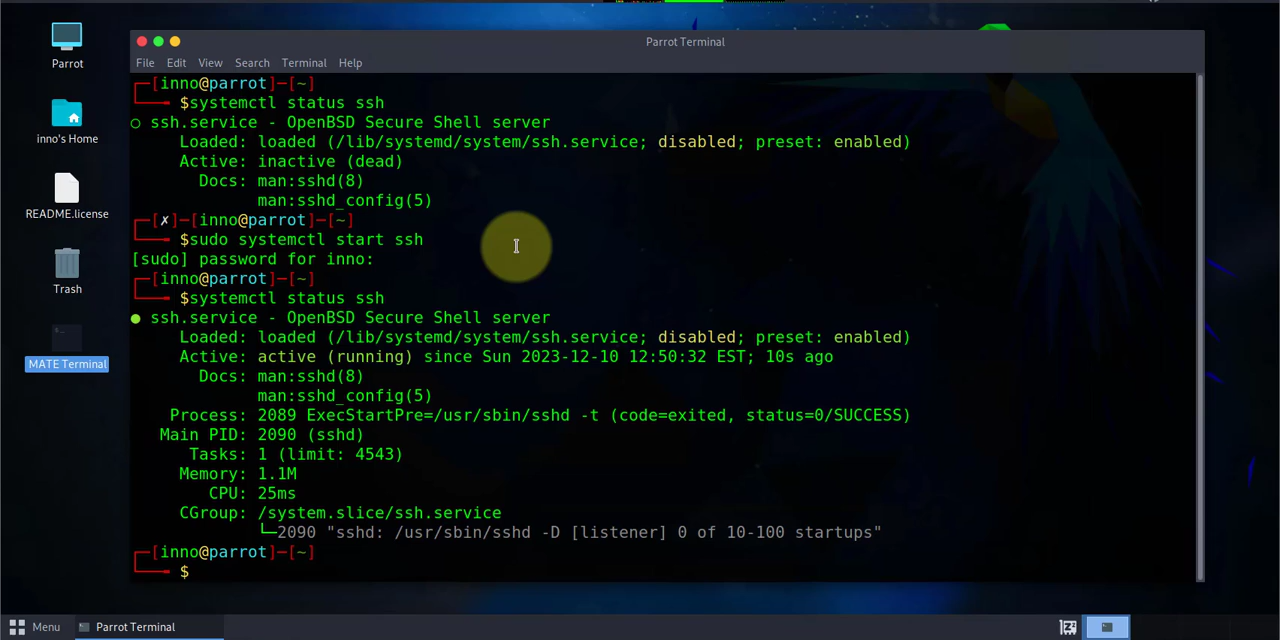 Parrot Terminal
Parrot
inno's Home
README.license
Trash
MATE Terminal
File Edit View Search Terminal Help
┌─[inno@parrot]─[~]
└──╼ $systemctl status ssh
○ ssh.service - OpenBSD Secure Shell server
Loaded: loaded (/lib/systemd/system/ssh.service; disabled; preset: enabled)
Active: inactive (dead)
Docs: man:sshd(8)
man:sshd_config(5)
┌─[✗]─[inno@parrot]─[~]
└──╼ $sudo systemctl start ssh
[sudo] password for inno:
┌─[inno@parrot]─[~]
└──╼ $systemctl status ssh
● ssh.service - OpenBSD Secure Shell server
Loaded: loaded (/lib/systemd/system/ssh.service; disabled; preset: enabled)
Active: active (running) since Sun 2023-12-10 12:50:32 EST; 10s ago
Docs: man:sshd(8)
man:sshd_config(5)
Process: 2089 ExecStartPre=/usr/sbin/sshd -t (code=exited, status=0/SUCCESS)
Main PID: 2090 (sshd)
Tasks: 1 (limit: 4543)
Memory: 1.1M
CPU: 25ms
CGroup: /system.slice/ssh.service
└─2090 "sshd: /usr/sbin/sshd -D [listener] 0 of 10-100 startups"
┌─[inno@parrot]─[~]
└──╼ $
Menu Parrot Terminal